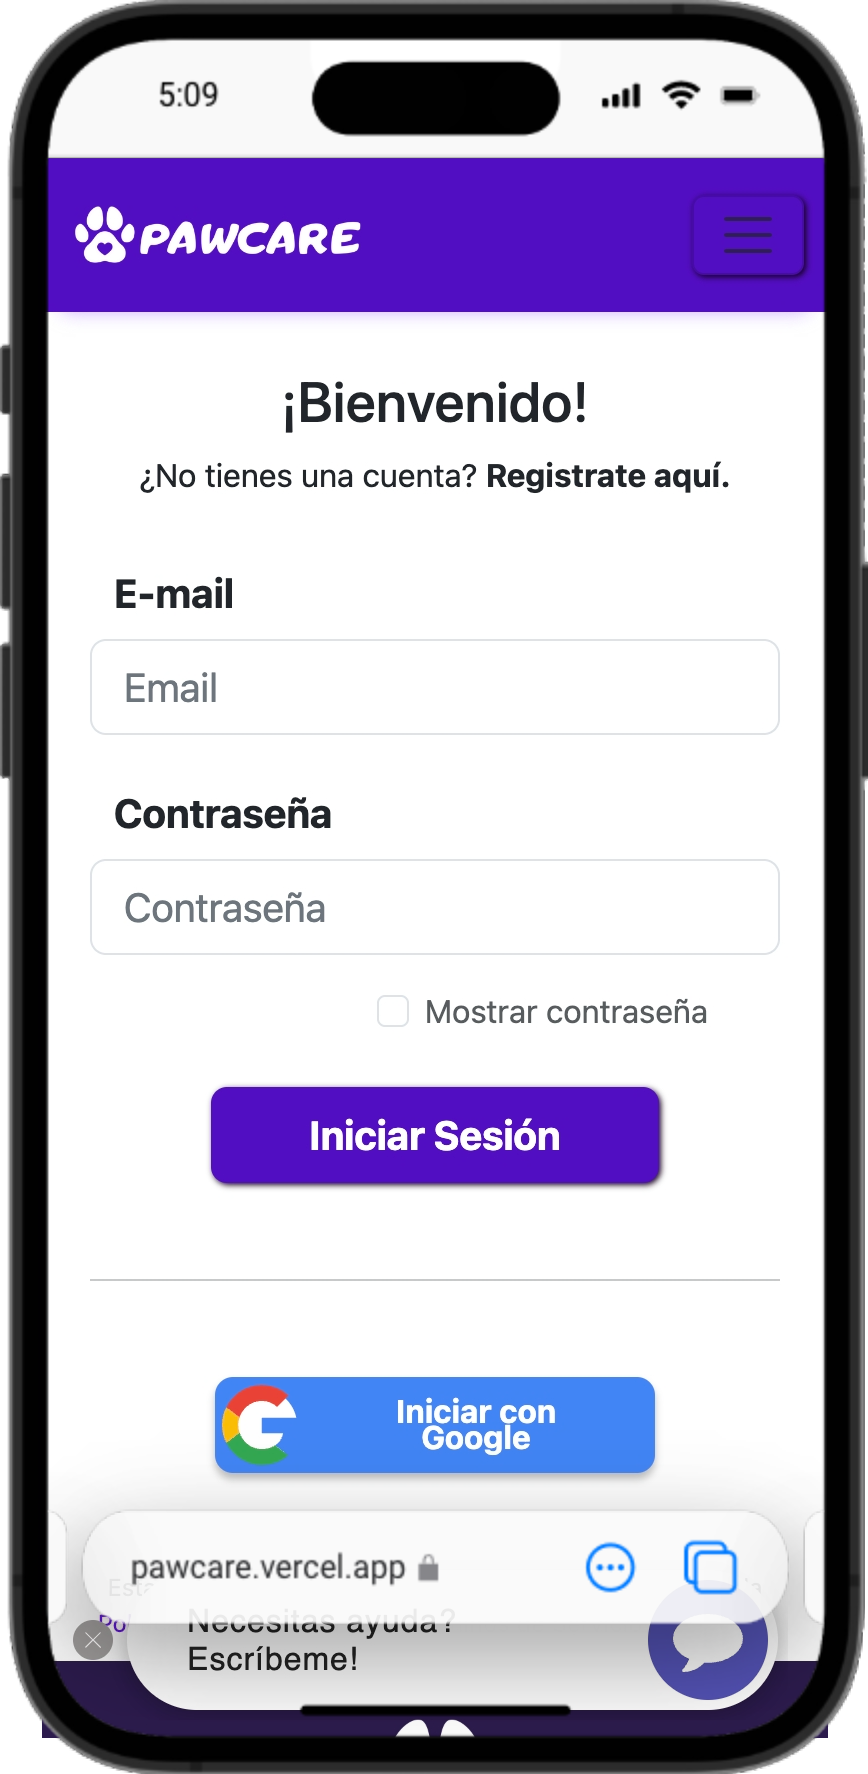 5:09
PAWCARE
¡Bienvenido!
¿No tienes una cuenta? Registrate aquí.
E-mail
Email
Contraseña
Contraseña
Mostrar contraseña
Iniciar Sesión
Iniciar con
Google
pawcare.vercel.app
Necesitas ayuda?
Escríbeme!